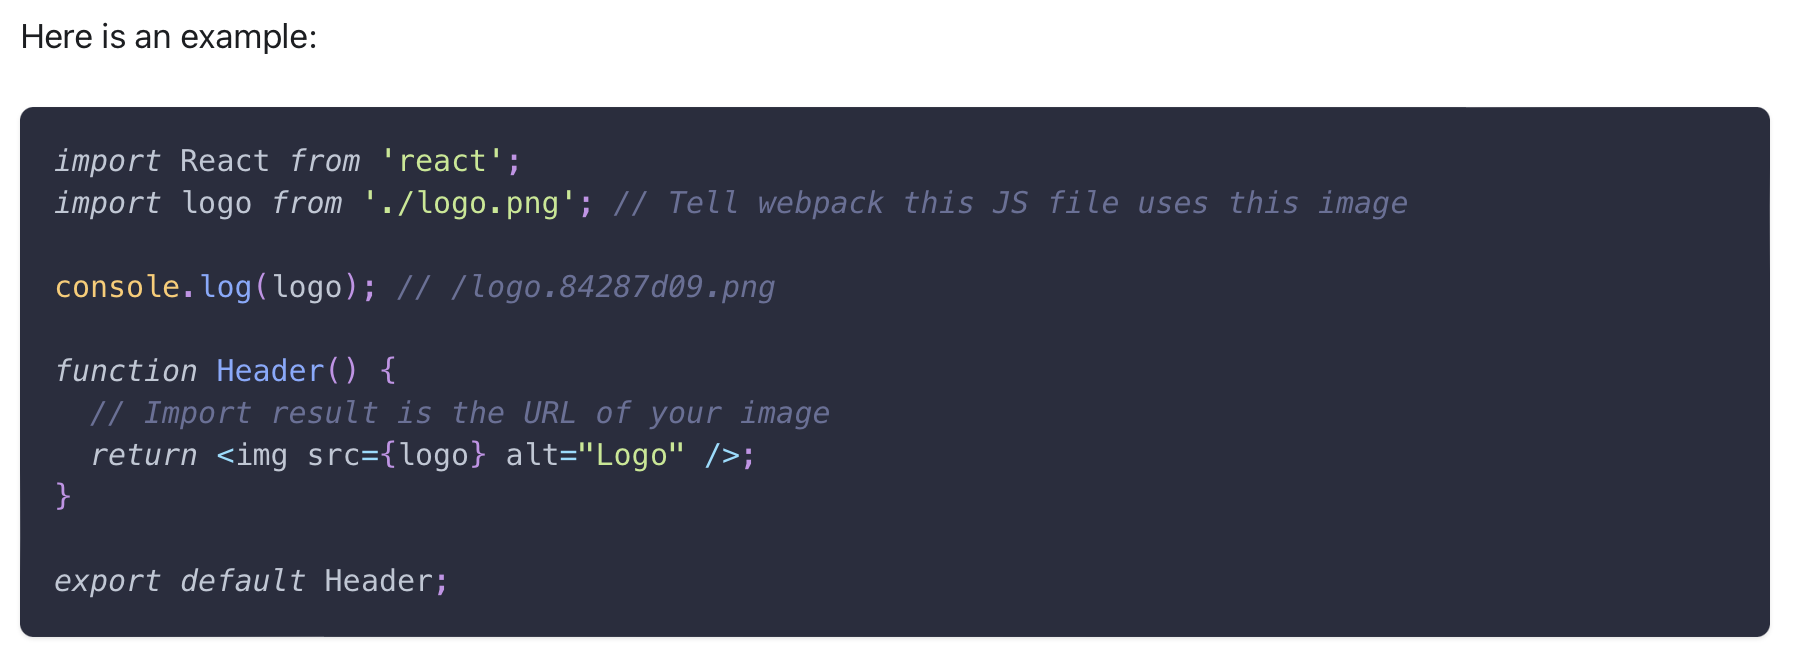 Here is an example:
import React from 'react';
import logo from './logo.png'; // Tell webpack this JS file uses this image
console.log(logo); // /logo.84287d09.png
function Header() {
  // Import result is the URL of your image
  return <img src={logo} alt="Logo" />;
}
export default Header;